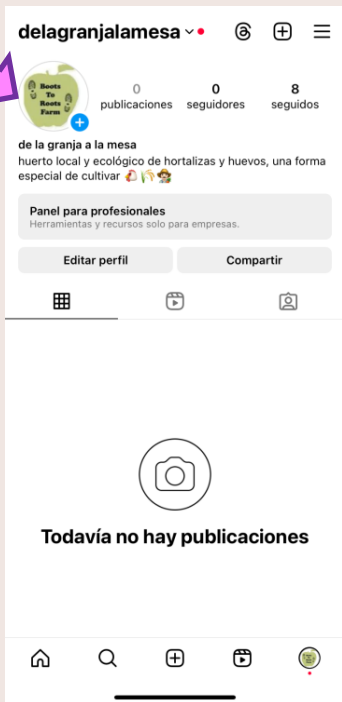 delagranjalamesa
Boots
To
Roots
Farm
0
publicaciones
0
seguidores
8
seguidos
de la granja a la mesa
huerto local y ecológico de hortalizas y huevos, una forma
especial de cultivar 🐔🌾👩‍🌾
Panel para profesionales
Herramientas y recursos solo para empresas.
Editar perfil
Compartir
Todavía no hay publicaciones